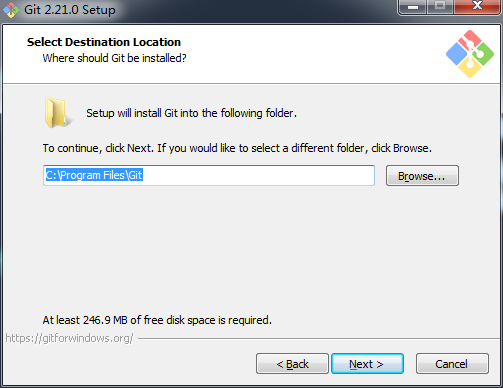 Git 2.21.0 Setup
Select Destination Location
Where should Git be installed?
Setup will install Git into the following folder.
To continue, click Next. If you would like to select a different folder, click Browse.
C:\Program Files\Git
Browse...
At least 246.9 MB of free disk space is required.
https://gitforwindows.org/
< Back
Next >
Cancel